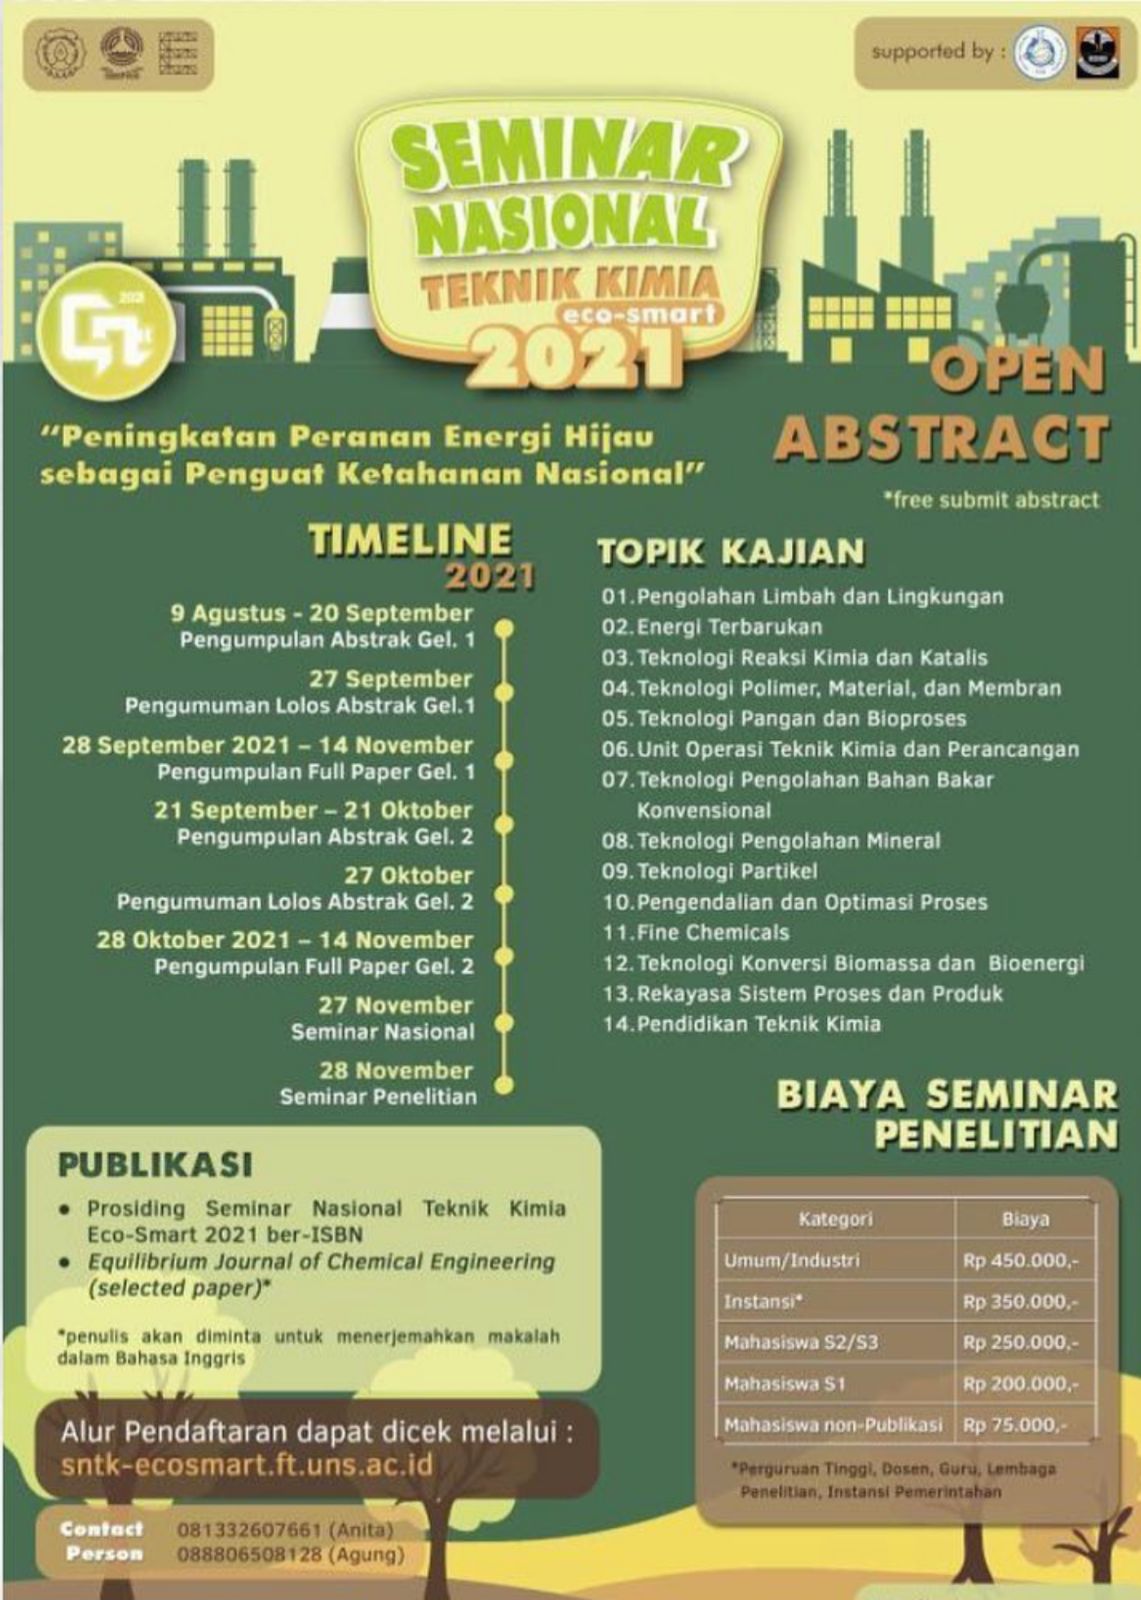 supported by :
SEMINAR
NASIONAL
TEKNIK KIMIA
eco-smart
2021
2021
OPEN
ABSTRACT
*free submit abstract
"Peningkatan Peranan Energi Hijau
sebagai Penguat Ketahanan Nasional"
TIMELINE
2021
9 Agustus - 20 September
Pengumpulan Abstrak Gel. 1
27 September
Pengumuman Lolos Abstrak Gel.1
28 September 2021 – 14 November
Pengumpulan Full Paper Gel. 1
21 September – 21 Oktober
Pengumpulan Abstrak Gel. 2
27 Oktober
Pengumuman Lolos Abstrak Gel. 2
28 Oktober 2021 – 14 November
Pengumpulan Full Paper Gel. 2
27 November
Seminar Nasional
28 November
Seminar Penelitian
TOPIK KAJIAN
01.Pengolahan Limbah dan Lingkungan
02.Energi Terbarukan
03.Teknologi Reaksi Kimia dan Katalis
04.Teknologi Polimer, Material, dan Membran
05.Teknologi Pangan dan Bioproses
06.Unit Operasi Teknik Kimia dan Perancangan
07.Teknologi Pengolahan Bahan Bakar
Konvensional
08.Teknologi Pengolahan Mineral
09.Teknologi Partikel
10.Pengendalian dan Optimasi Proses
11.Fine Chemicals
12.Teknologi Konversi Biomassa dan Bioenergi
13.Rekayasa Sistem Proses dan Produk
14.Pendidikan Teknik Kimia
PUBLIKASI
• Prosiding Seminar Nasional Teknik Kimia
Eco-Smart 2021 ber-ISBN
• Equilibrium Journal of Chemical Engineering
(selected paper)*
*penulis akan diminta untuk menerjemahkan makalah
dalam Bahasa Inggris
Alur Pendaftaran dapat dicek melalui :
sntk-ecosmart.ft.uns.ac.id
Contact 081332607661 (Anita)
Person 088806508128 (Agung)
BIAYA SEMINAR
PENELITIAN
Kategori Biaya
Umum/Industri Rp 450.000,-
Instansi* Rp 350.000,-
Mahasiswa S2/S3 Rp 250.000,-
Mahasiswa S1 Rp 200.000,-
Mahasiswa non-Publikasi Rp 75.000,-
*Perguruan Tinggi, Dosen, Guru, Lembaga
Penelitian, Instansi Pemerintahan